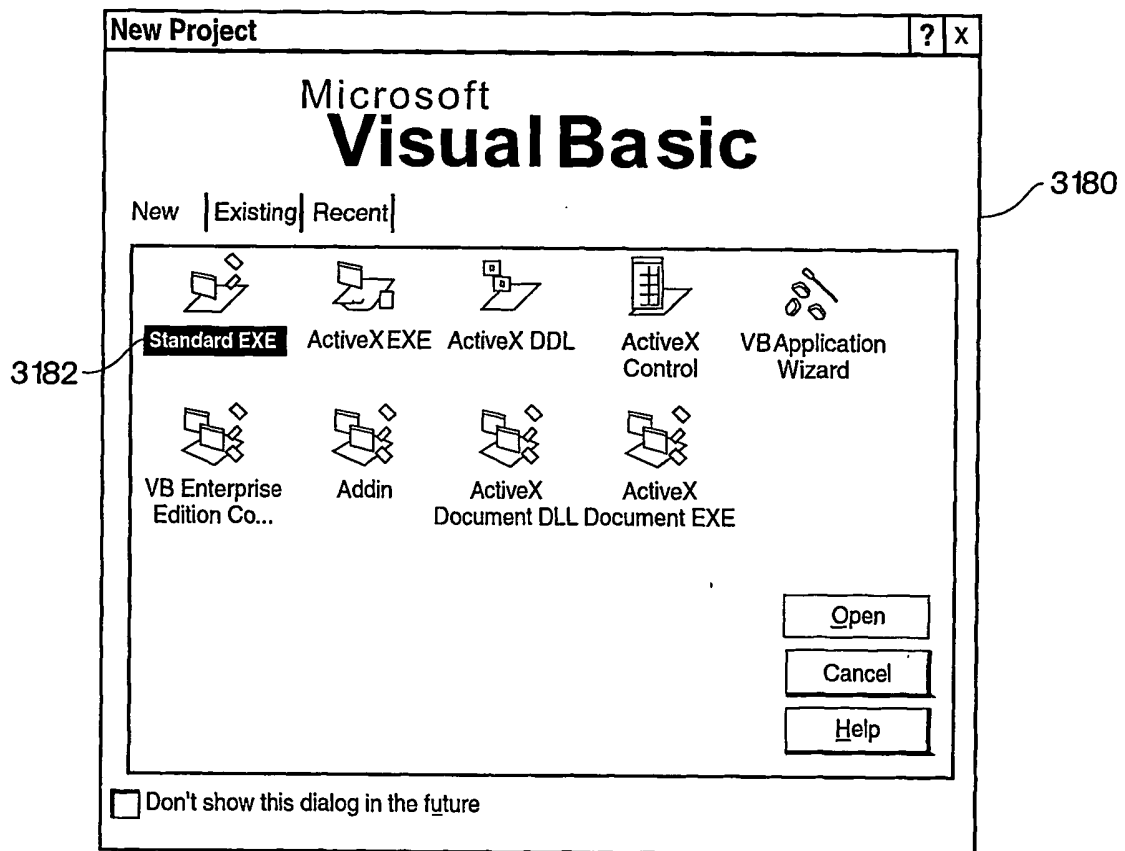 New Project ? X
Microsoft
Visual Basic
3180
New Existing Recent
Standard EXE ActiveX EXE ActiveX DDL ActiveX Control VB Application Wizard
3182
VB Enterprise Edition Co... Addin ActiveX Document DLL ActiveX Document EXE
Open
Cancel
Help
Don't show this dialog in the future